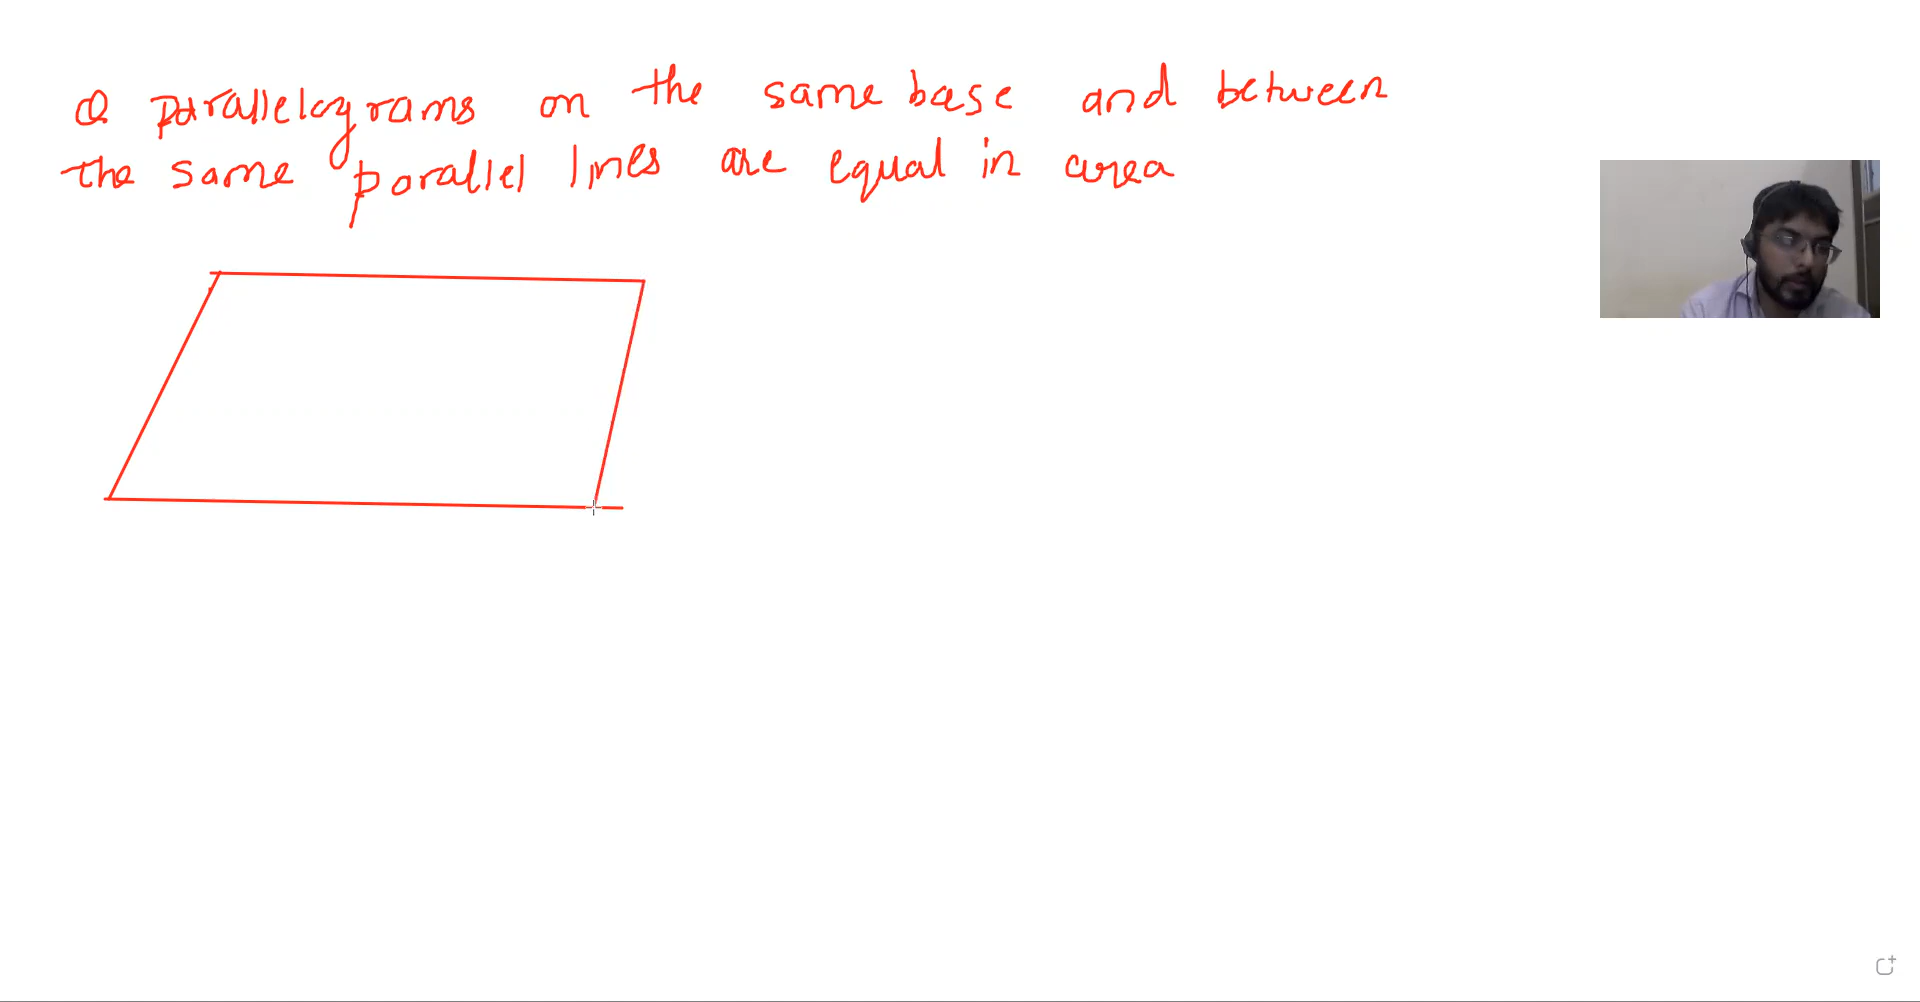 Q Parallelograms on the same base and between
the same parallel lines are equal in area